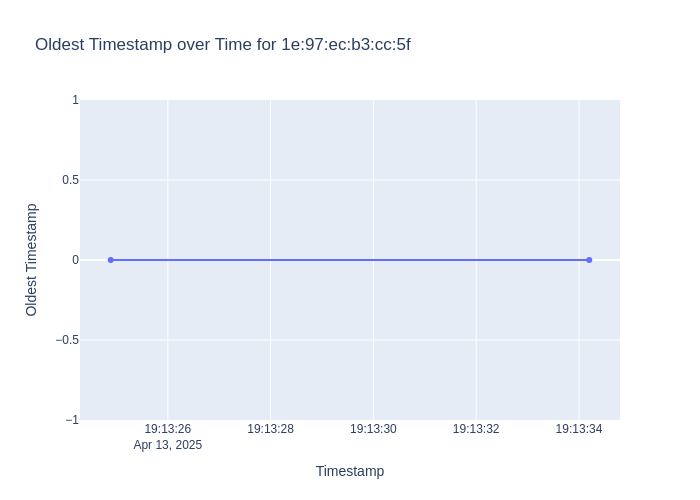 Oldest Timestamp over Time for 1e:97:ec:b3:cc:5f
1
0.5
0
−0.5
−1
Oldest Timestamp
19:13:26 19:13:28 19:13:30 19:13:32 19:13:34
Apr 13, 2025
Timestamp